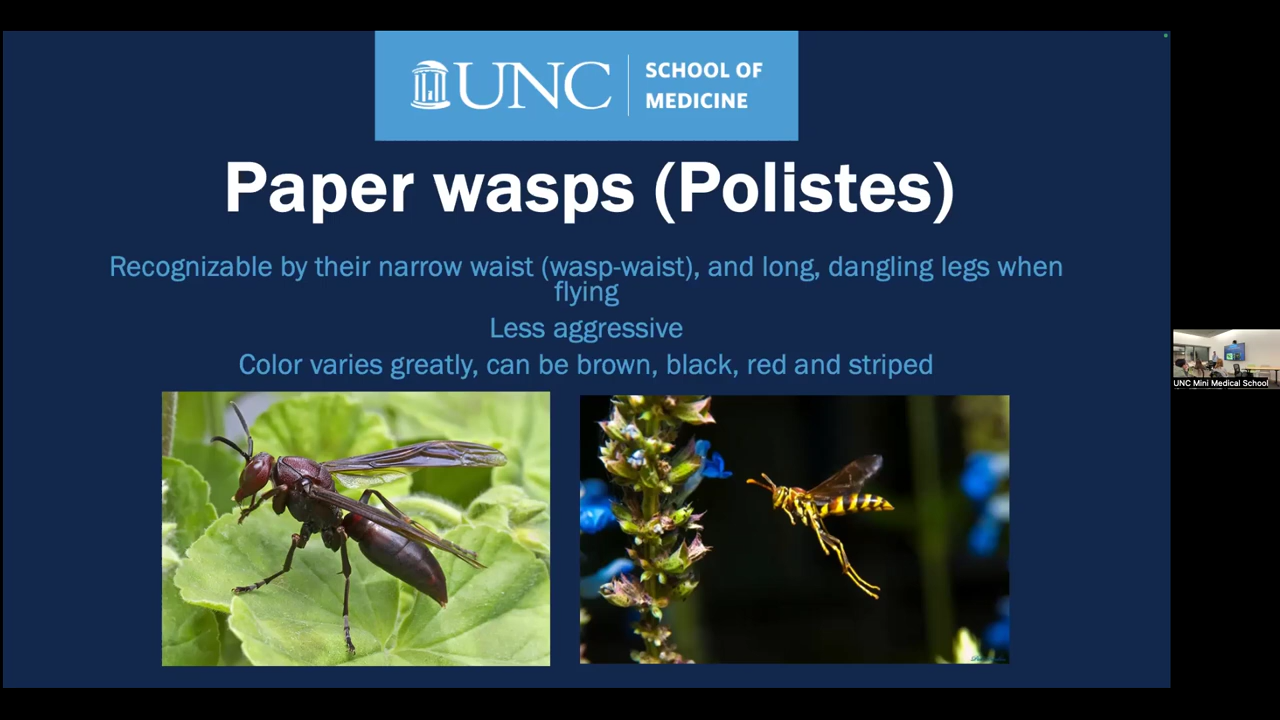 UNC
SCHOOL OF
MEDICINE
Paper wasps (Polistes)
Recognizable by their narrow waist (wasp-waist), and long, dangling legs when
flying
Less aggressive
Color varies greatly, can be brown, black, red and striped
UNC Mini Medical School